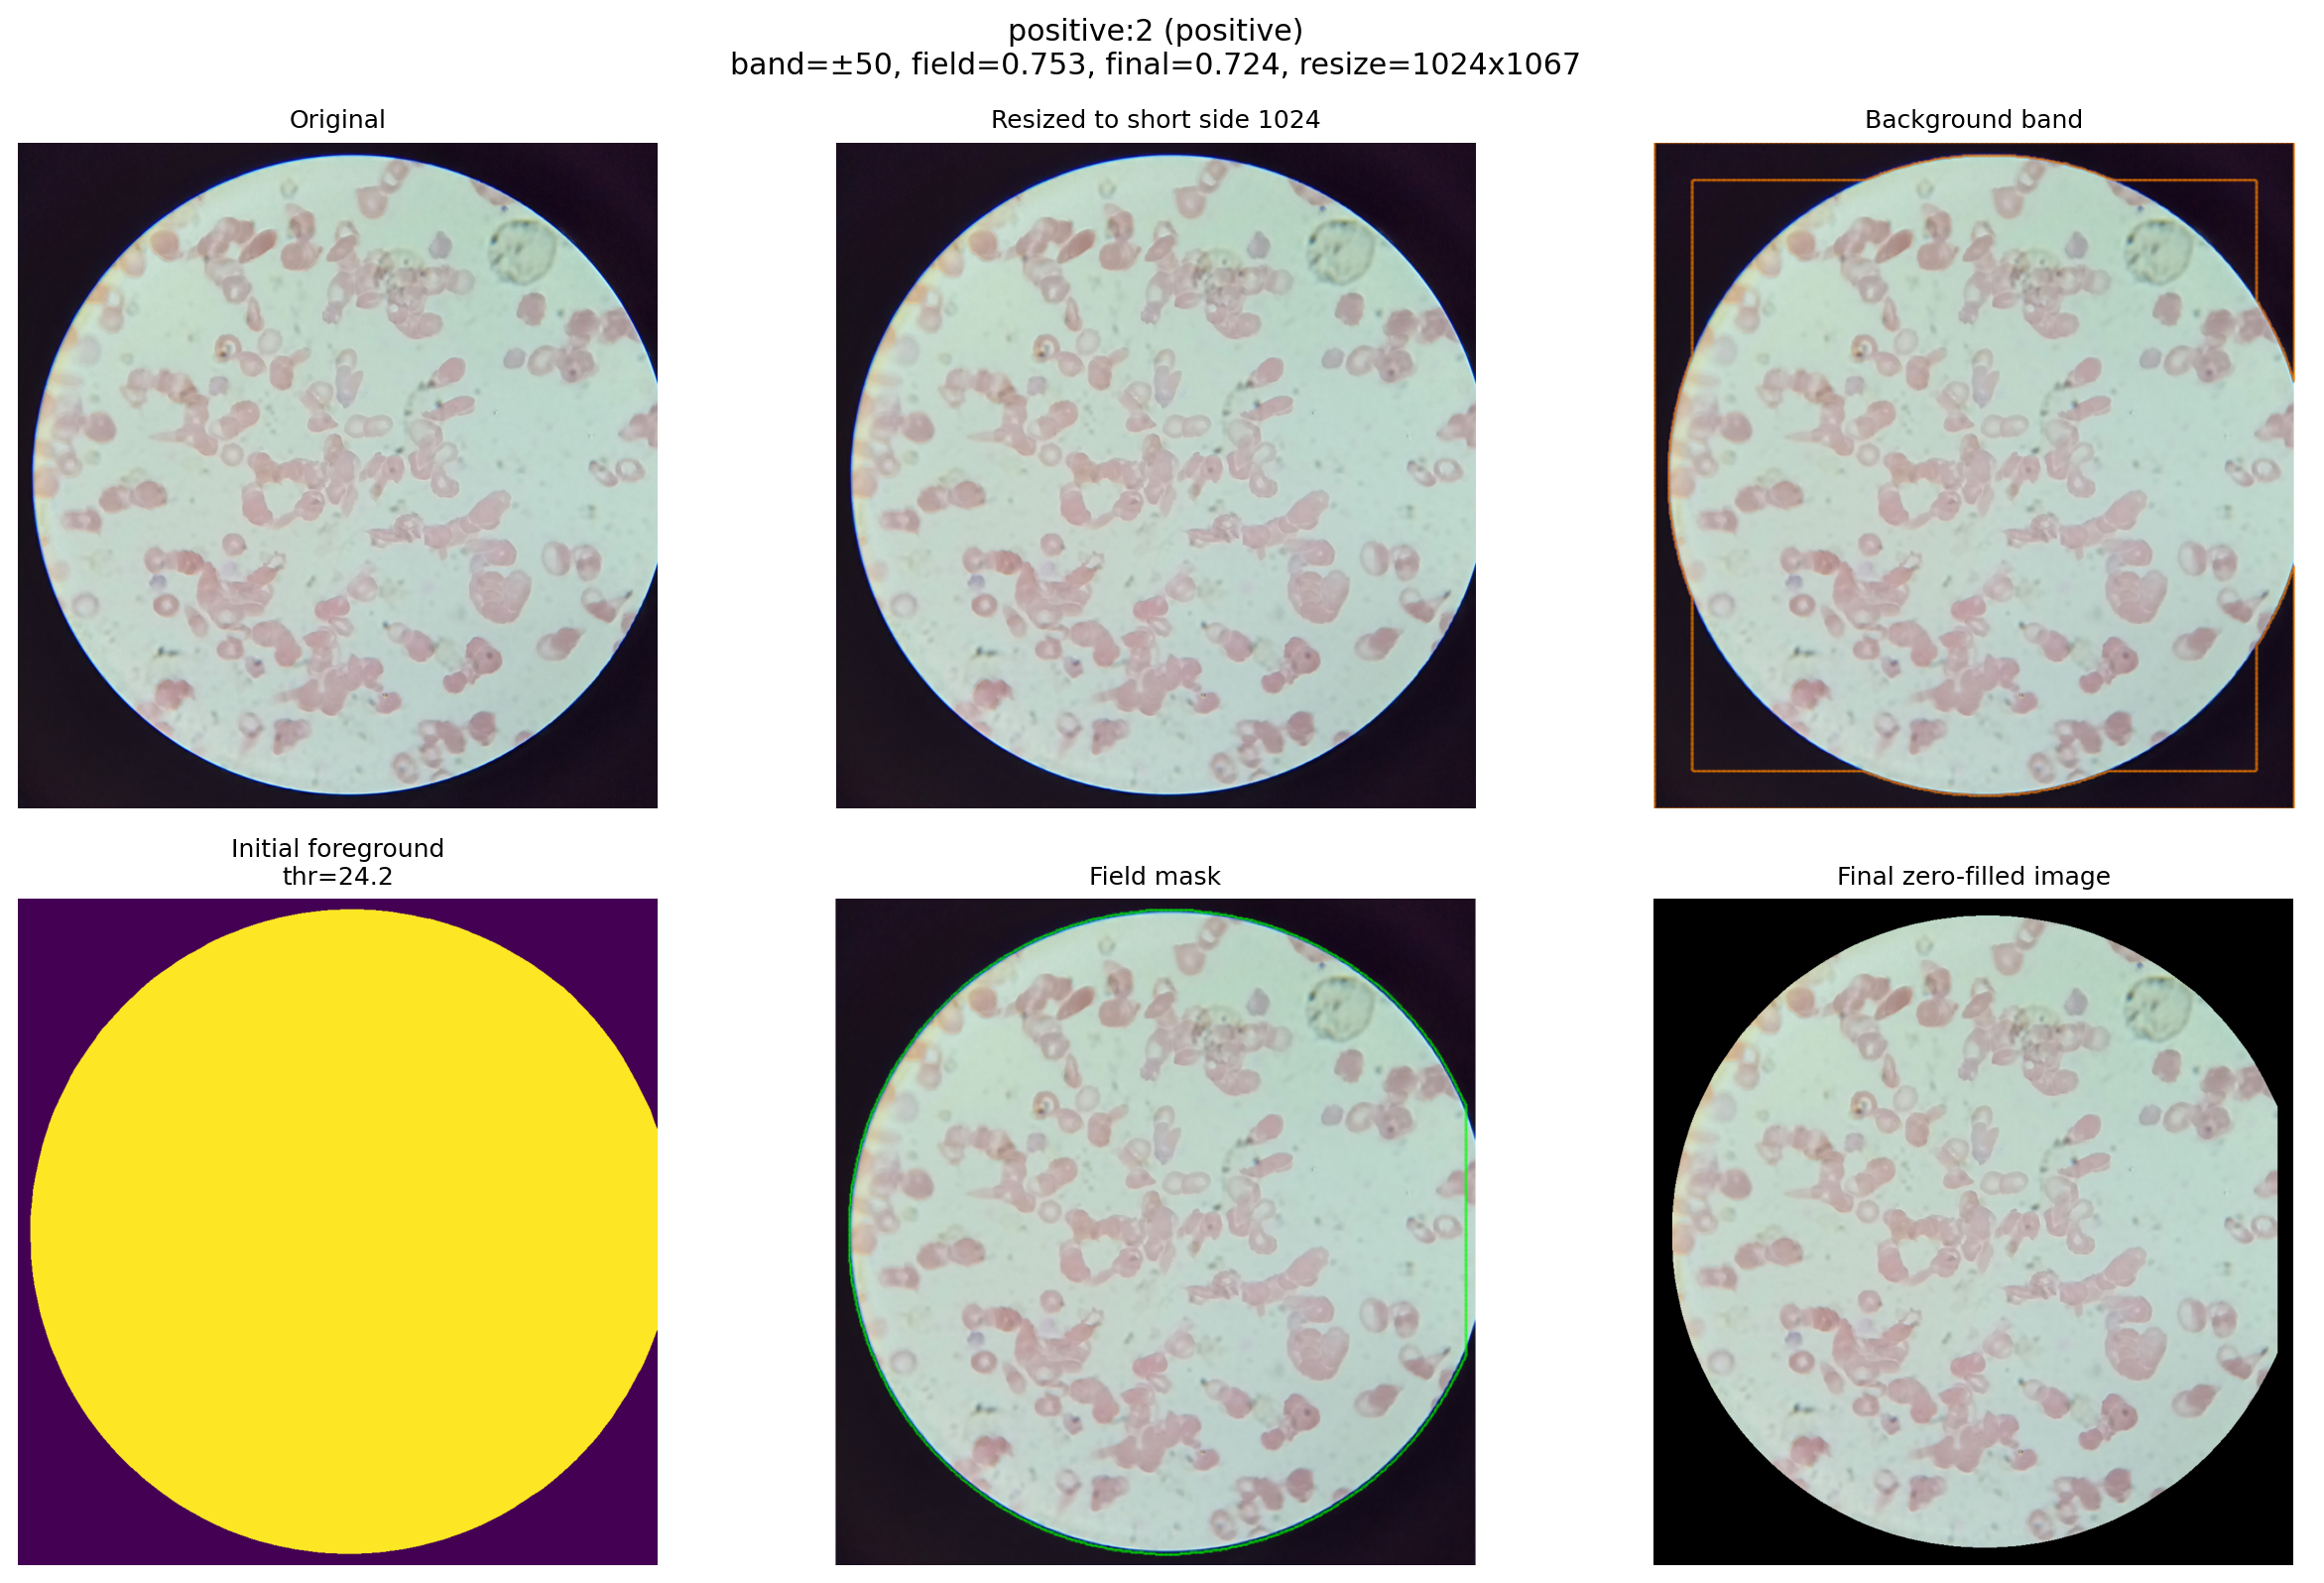 positive:2 (positive)
band=±50, field=0.753, final=0.724, resize=1024x1067
Original
Resized to short side 1024
Background band
Initial foreground
thr=24.2
Field mask
Final zero-filled image